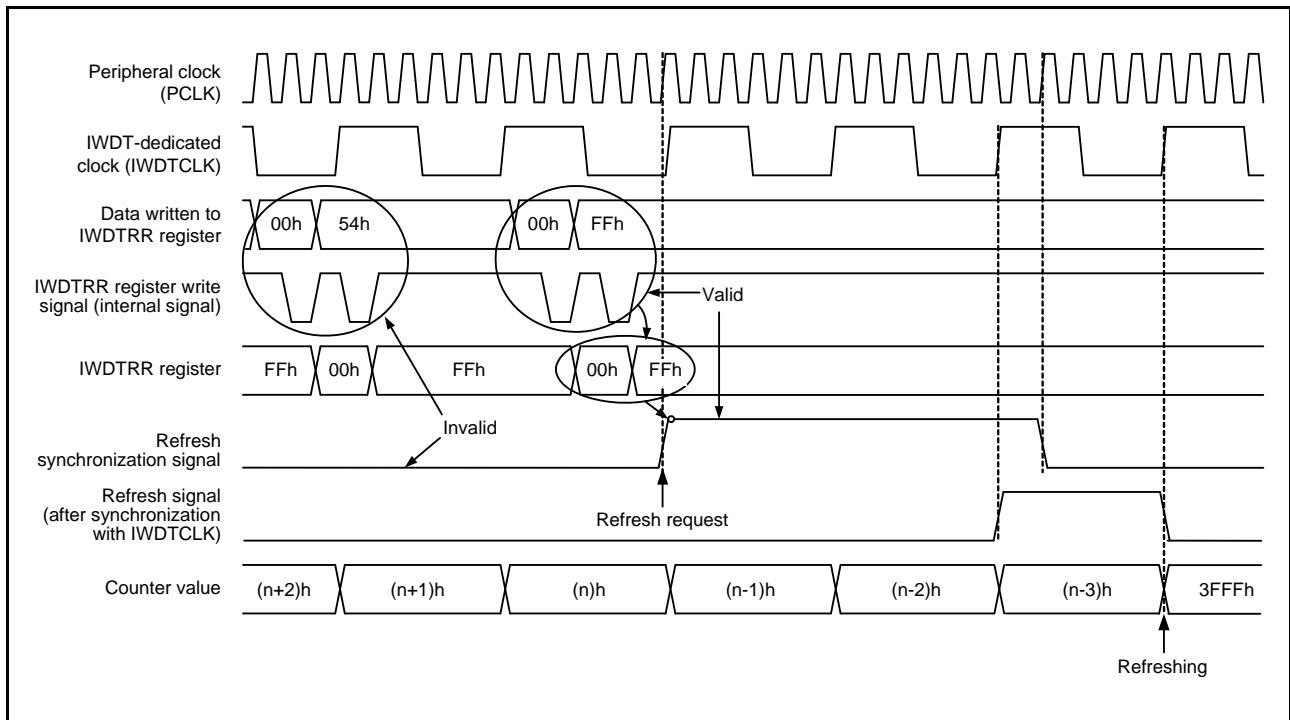 Peripheral clock
(PCLK)
IWDT-dedicated
clock (IWDTCLK)
Data written to
IWDTRR register
00h 54h 00h FFh
IWDTRR register write
signal (internal signal)
Valid
IWDTRR register
FFh 00h FFh 00h FFh
Invalid
Refresh
synchronization signal
Refresh request
Refresh signal
(after synchronization
with IWDTCLK)
Counter value
(n+2)h (n+1)h (n)h (n-1)h (n-2)h (n-3)h 3FFFh
Refreshing